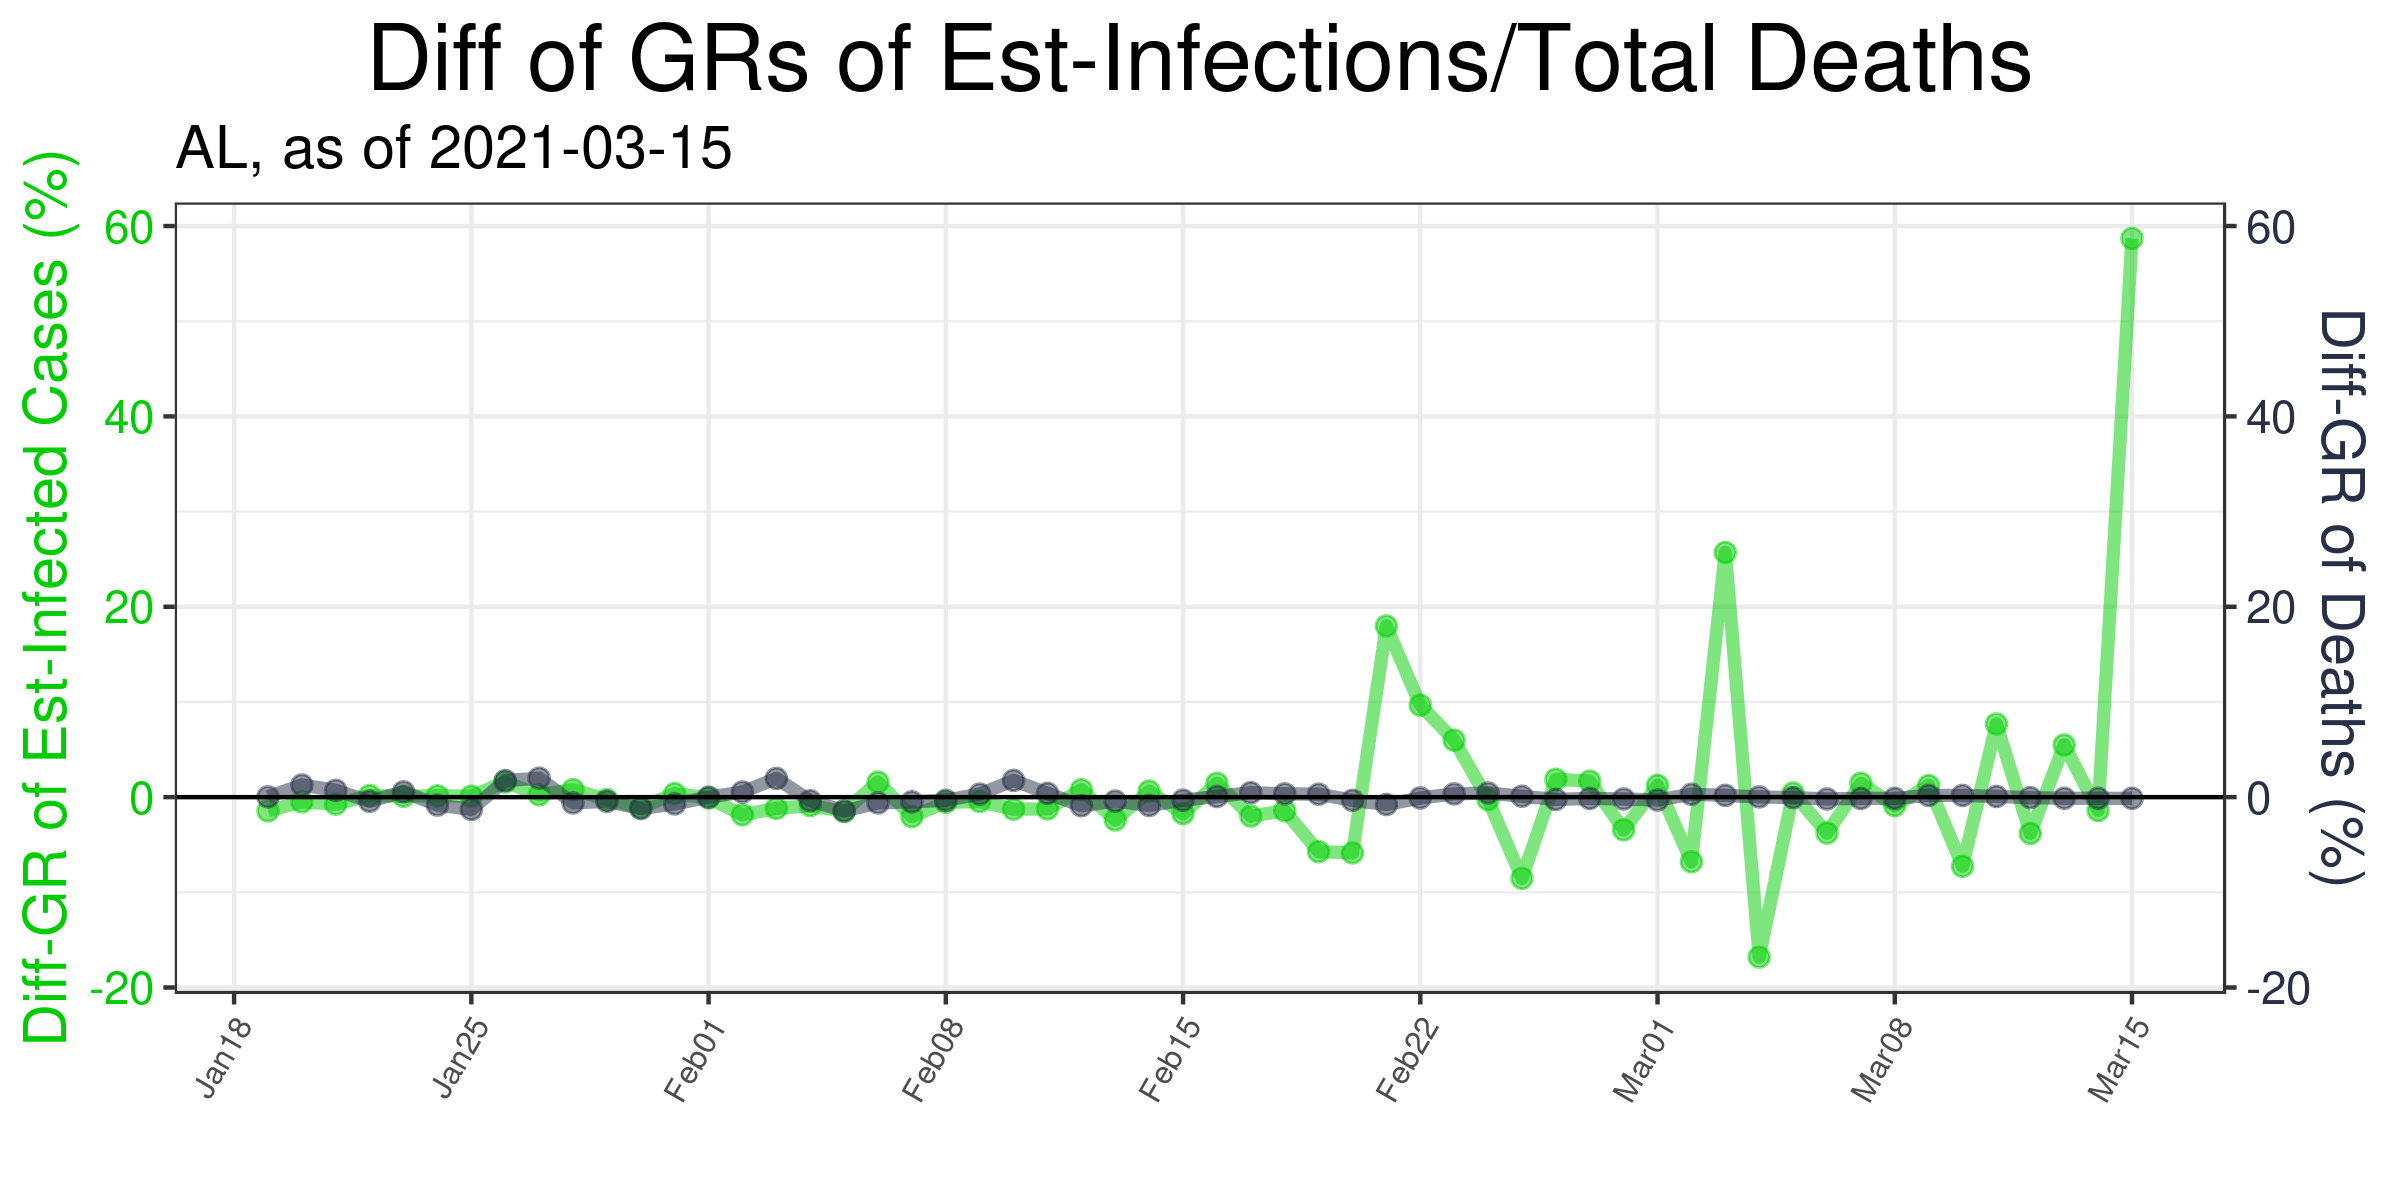 Diff of GRs of Est-Infections/Total Deaths
AL, as of 2021-03-15
Diff-GR of Est-Infected Cases (%)
60
40
20
0
-20
60
40
20
0
-20
Diff-GR of Deaths (%)
Jan18
Jan25
Feb01
Feb08
Feb15
Feb22
Mar01
Mar08
Mar15